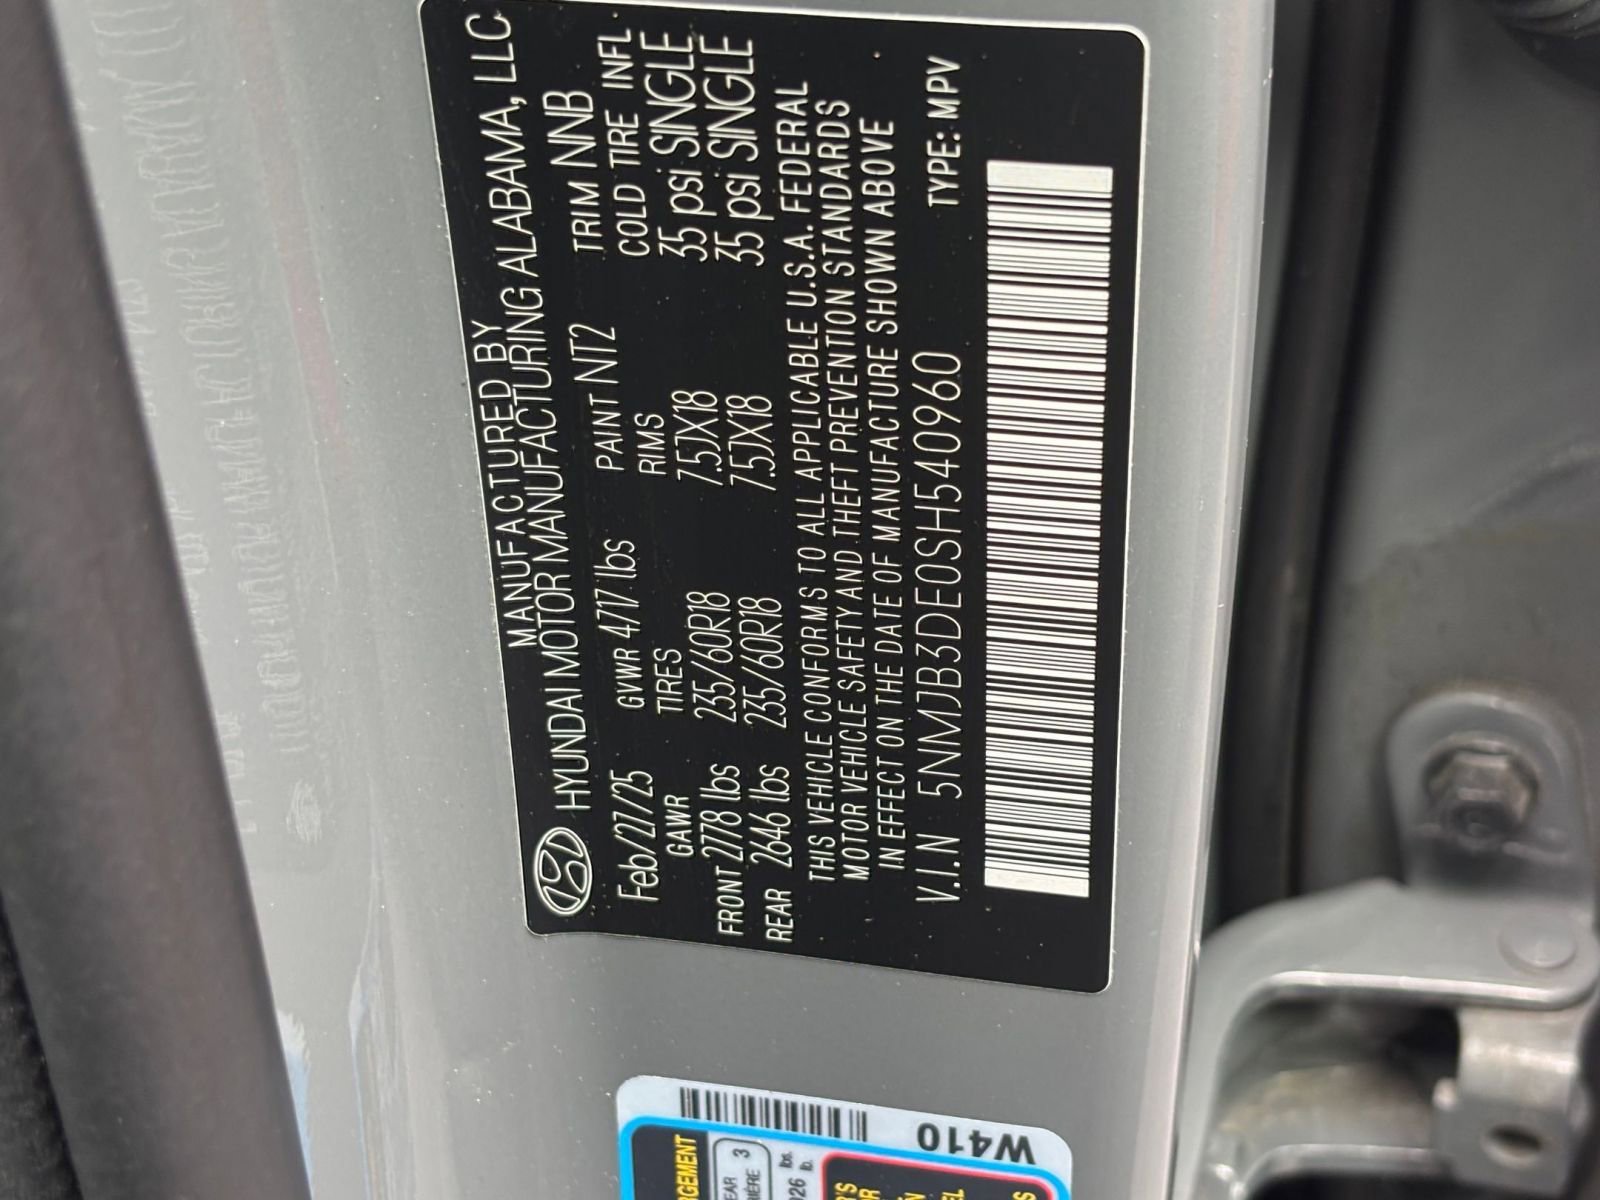 MANUFACTURED BY
HYUNDAI MOTOR MANUFACTURING ALABAMA, LLC
Feb/27/25 GVWR 4717 lbs PAINT NT2 TRIM NNB
GAWR TIRES RIMS COLD TIRE INFL
FRONT 2778 lbs 235/60R18 7.5JX18 35 psi SINGLE
REAR 2646 lbs 235/60R18 7.5JX18 35 psi SINGLE
THIS VEHICLE CONFORMS TO ALL APPLICABLE U.S.A. FEDERAL
MOTOR VEHICLE SAFETY AND THEFT PREVENTION STANDARDS
IN EFFECT ON THE DATE OF MANUFACTURE SHOWN ABOVE
V.I.N 5NMJB3DE0SH540960 TYPE: MPV
W410
3
lbs.